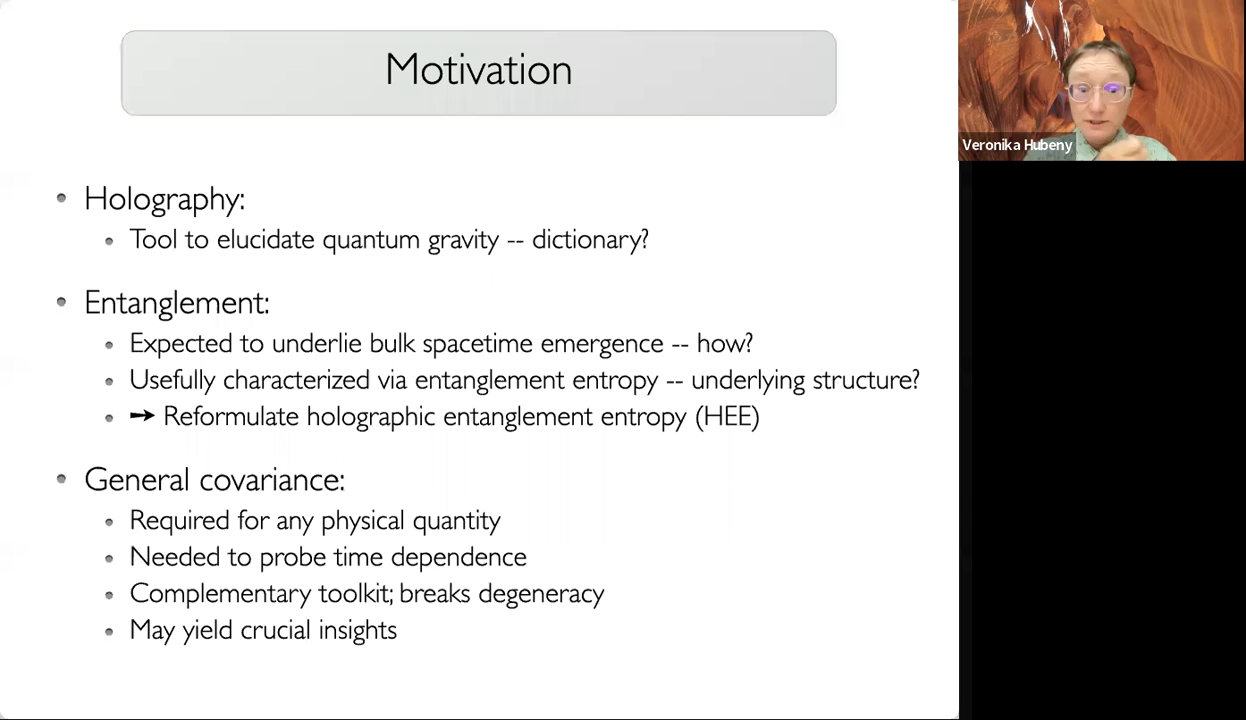 Motivation
Veronika Hubeny
• Holography:
• Tool to elucidate quantum gravity -- dictionary?
• Entanglement:
• Expected to underlie bulk spacetime emergence -- how?
• Usefully characterized via entanglement entropy -- underlying structure?
• ➙ Reformulate holographic entanglement entropy (HEE)
• General covariance:
• Required for any physical quantity
• Needed to probe time dependence
• Complementary toolkit; breaks degeneracy
• May yield crucial insights